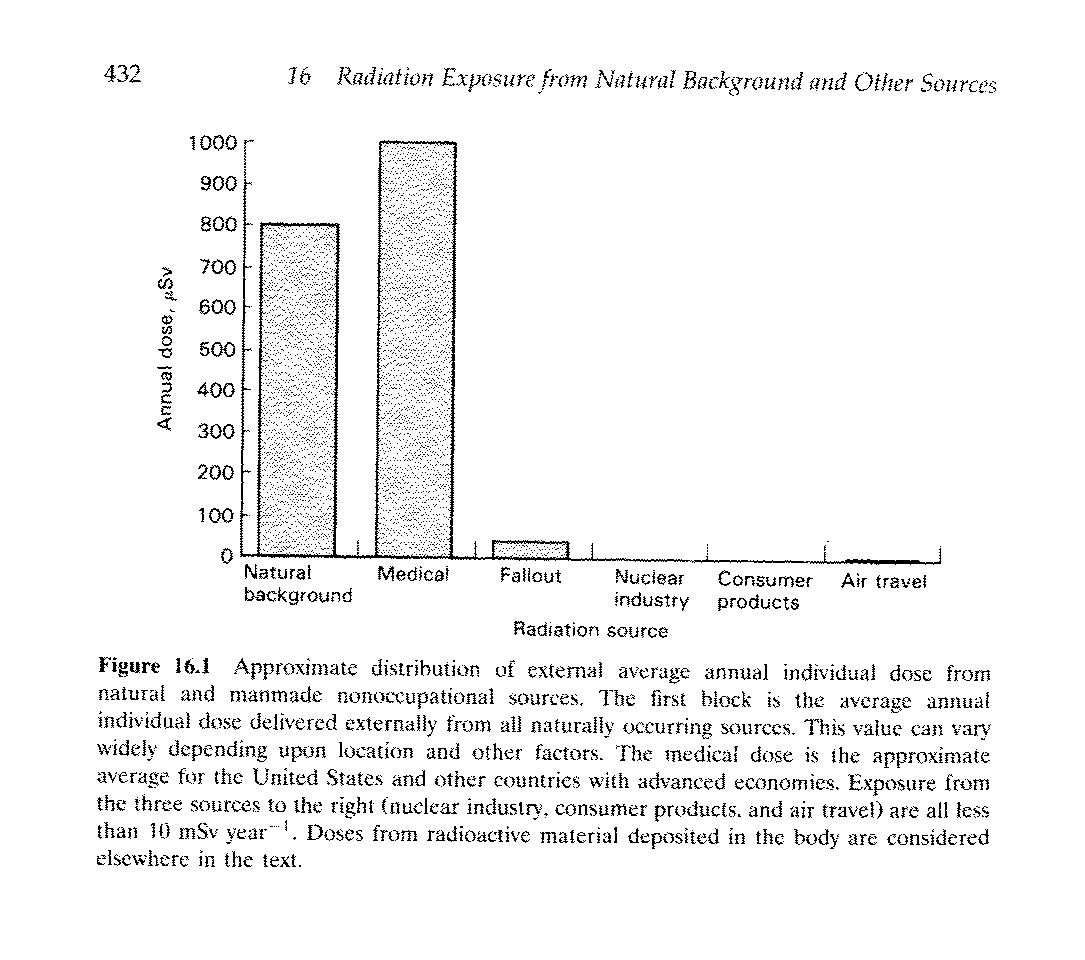 432 16 Radiation Exposure from Natural Background and Other Sources
1000
900
800
700
600
500
400
300
200
100
0
Annual dose, µSv
Natural background
Medical
Fallout
Nuclear industry
Consumer products
Air travel
Radiation source
Figure 16.1 Approximate distribution of external average annual individual dose from
natural and manmade nonoccupational sources. The first block is the average annual
individual dose delivered externally from all naturally occurring sources. This value can vary
widely depending upon location and other factors. The medical dose is the approximate
average for the United States and other countries with advanced economies. Exposure from
the three sources to the right (nuclear industry, consumer products, and air travel) are all less
than 10 mSv year⁻¹. Doses from radioactive material deposited in the body are considered
elsewhere in the text.